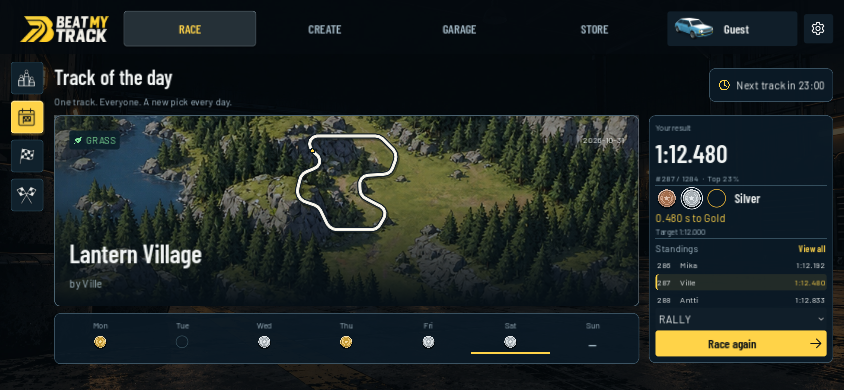 BEAT MY
TRACK
RACE
CREATE
GARAGE
STORE
Guest
Track of the day
One track. Everyone. A new pick every day.
Next track in 23:00
GRASS
2026-10-31
Lantern Village
by Ville
Mon
Tue
Wed
Thu
Fri
Sat
Sun
—
Your result
1:12.480
#287 / 1284 · Top 23%
Silver
0.480 s to Gold
Target 1:12.000
Standings
View all
286 Mika 1:12.192
287 Ville 1:12.480
288 Antti 1:12.833
RALLY
Race again